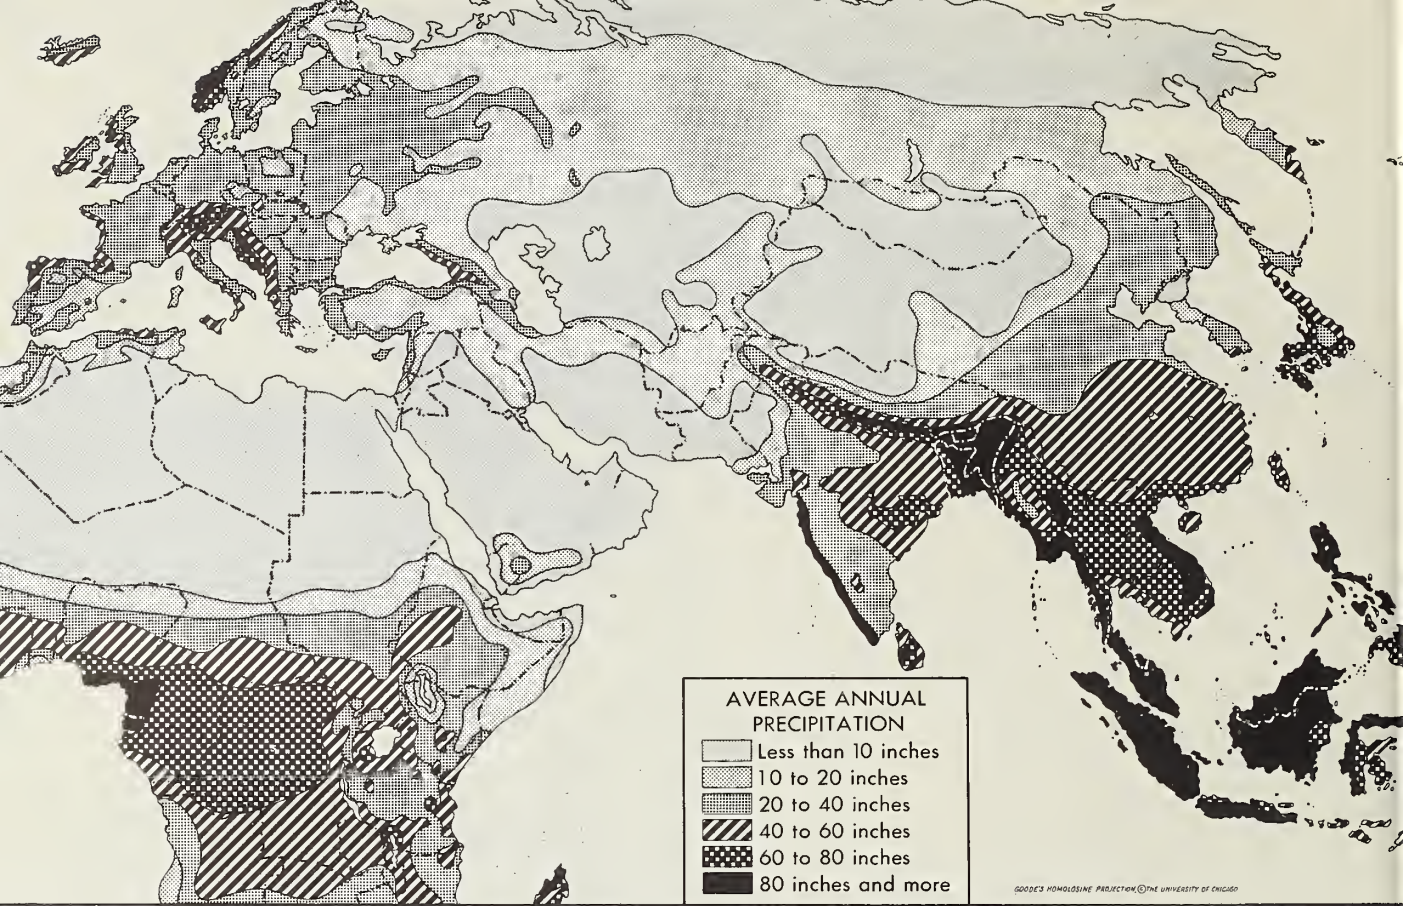 AVERAGE ANNUAL
PRECIPITATION
Less than 10 inches
10 to 20 inches
20 to 40 inches
40 to 60 inches
60 to 80 inches
80 inches and more
GOODE'S HOMOLOSINE PROJECTION, © THE UNIVERSITY OF CHICAGO